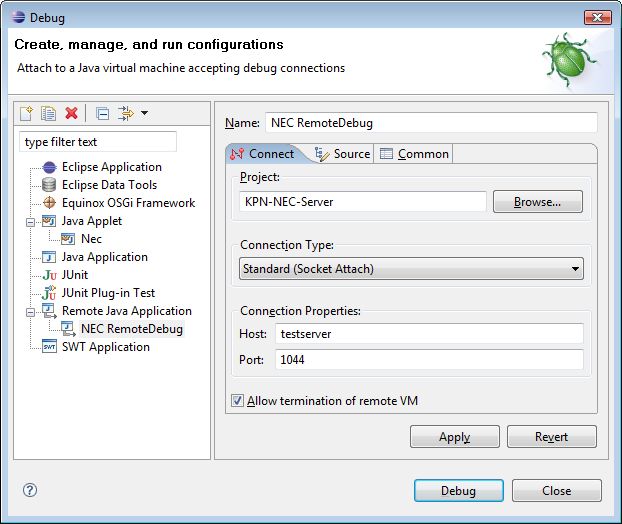 Debug
Create, manage, and run configurations
Attach to a Java virtual machine accepting debug connections
type filter text
Eclipse Application
Eclipse Data Tools
Equinox OSGi Framework
Java Applet
Nec
Java Application
JUnit
JUnit Plug-in Test
Remote Java Application
NEC RemoteDebug
SWT Application
Name: NEC RemoteDebug
Connect Source Common
Project:
KPN-NEC-Server Browse...
Connection Type:
Standard (Socket Attach)
Connection Properties:
Host: testserver
Port: 1044
Allow termination of remote VM
Apply Revert
Debug Close